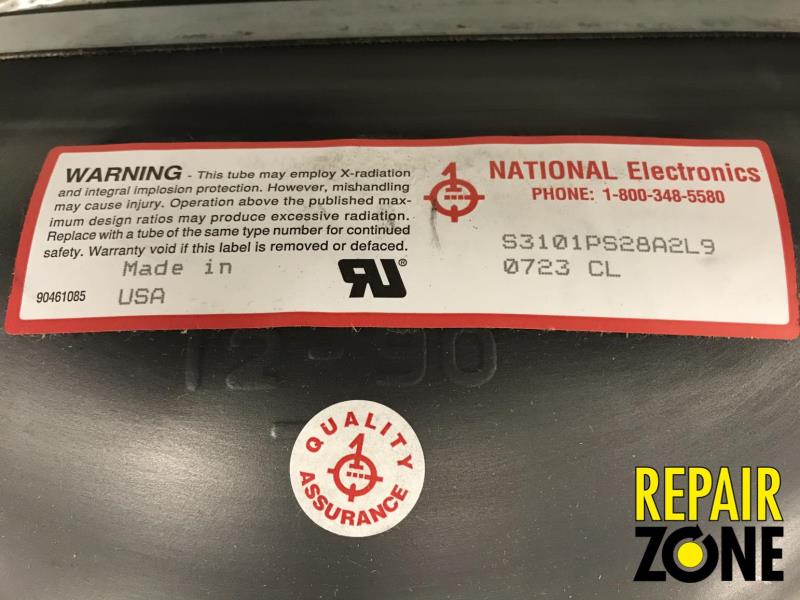 WARNING - This tube may employ X-radiation
and integral implosion protection. However, mishandling
may cause injury. Operation above the published max-
imum design ratios may produce excessive radiation.
Replace with a tube of the same type number for continued
safety. Warranty void if this label is removed or defaced.
Made in
USA
90461085
RU®
NATIONAL Electronics
PHONE: 1-800-348-5580
S3101PS28A2L9
0723 CL
12-90
QUALITY
ASSURANCE
REPAIR
ZONE